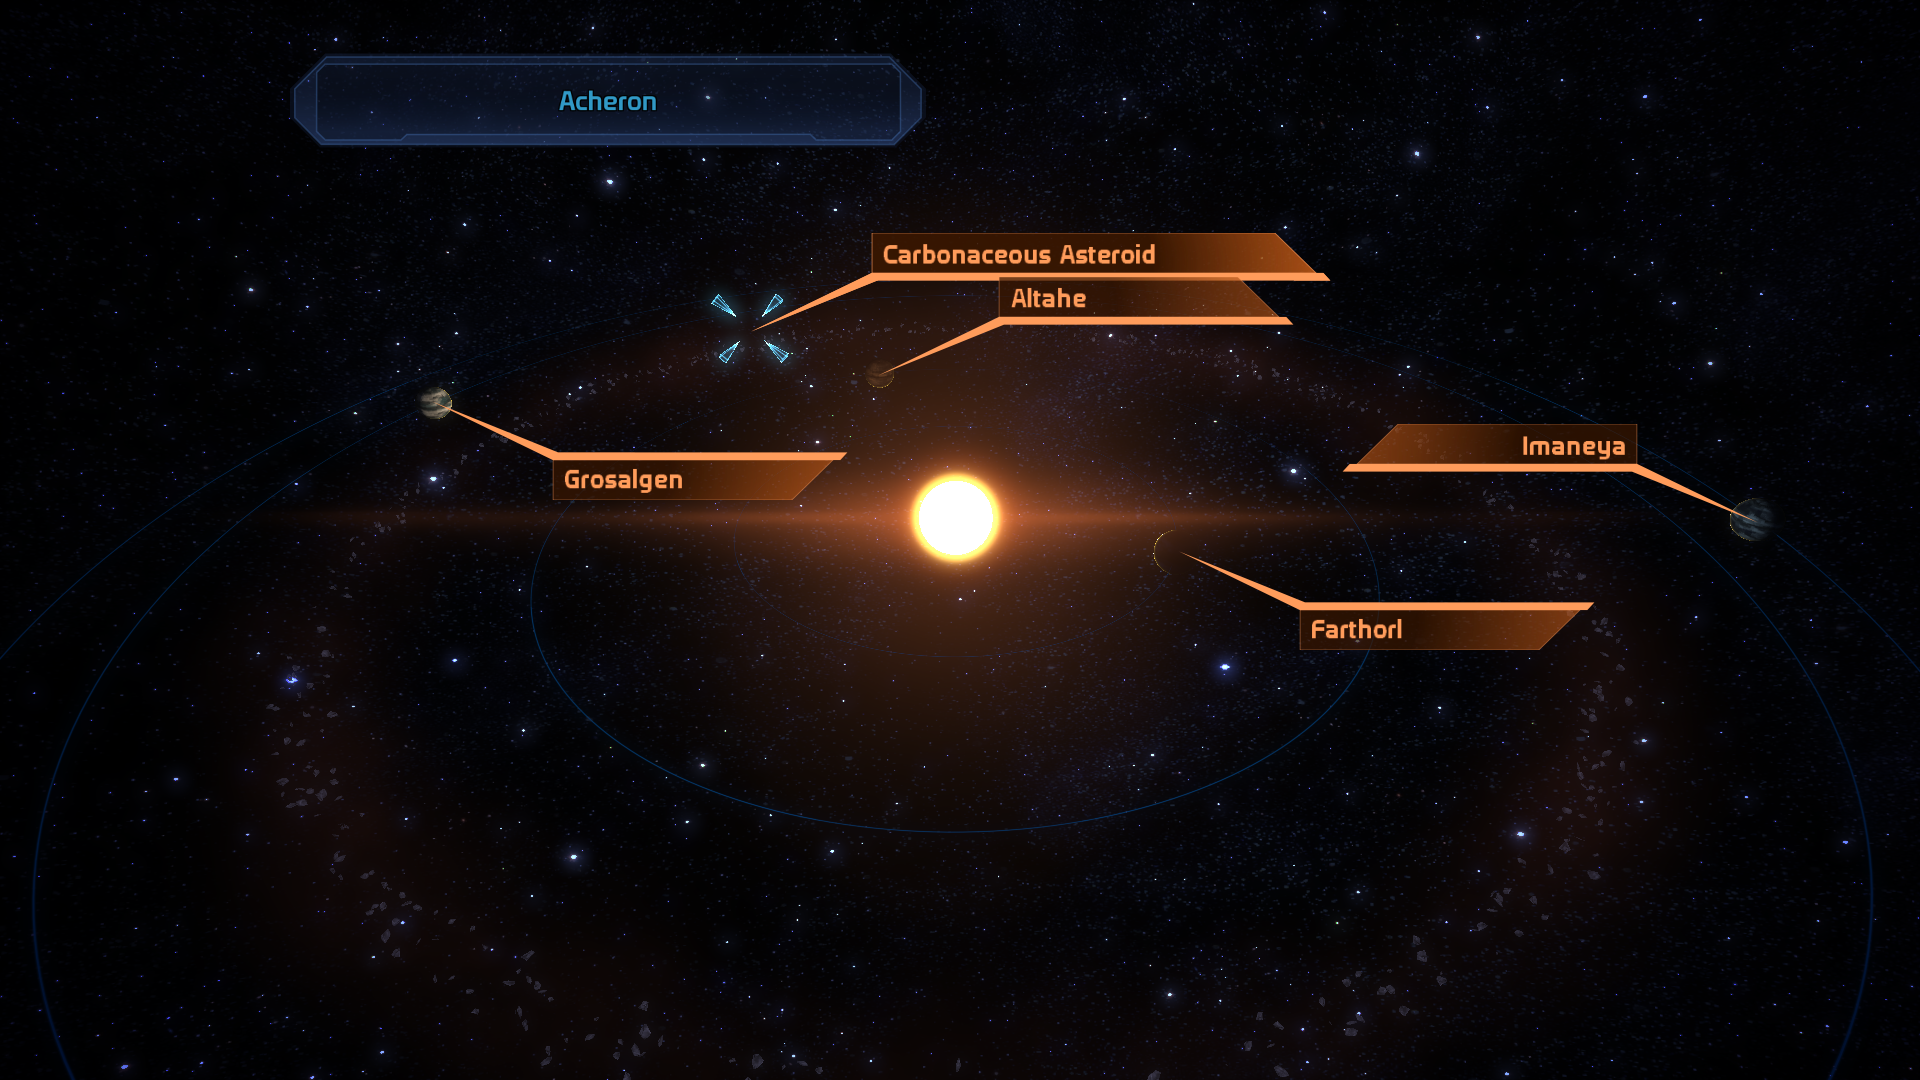 Acheron
Carbonaceous Asteroid
Altahe
Imaneya
Grosalgen
Farthorl